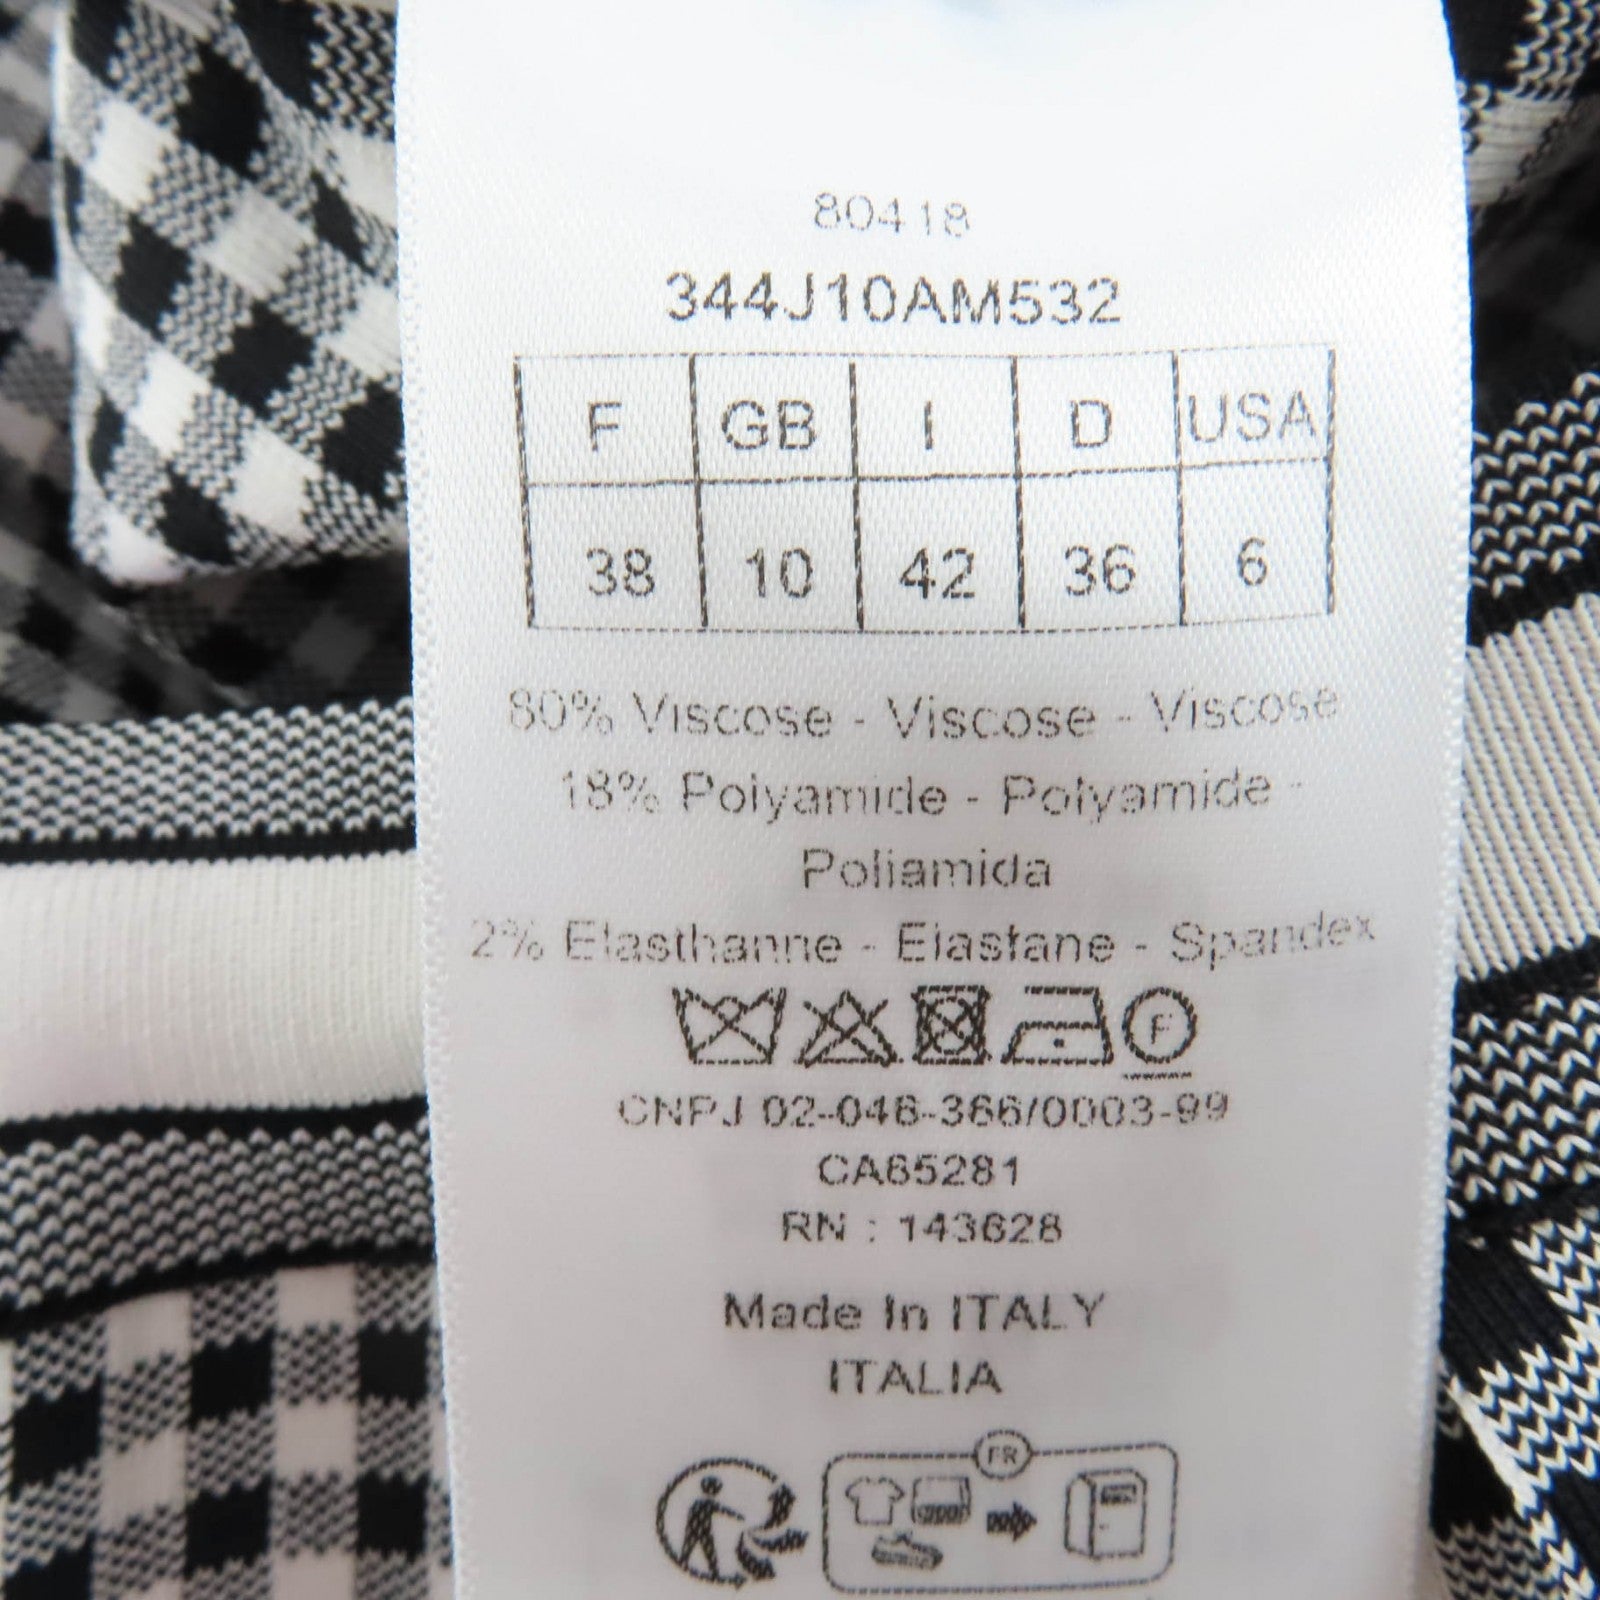 80418
344J10AM532
F GB I D USA
38 10 42 36 6
80% Viscose - Viscose - Viscose
18% Polyamide - Polyamide -
Poliamida
2% Elasthanne - Elastane - Spandex
F
CNPJ 02-046-366/0003-99
CA65281
RN : 143628
Made In ITALY
ITALIA
FR